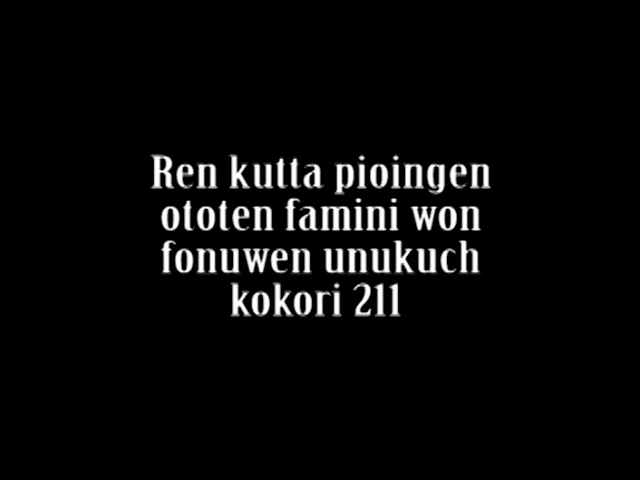 Ren kutta pioingen
ototen famini won
fonuwen unukuch
kokori 211